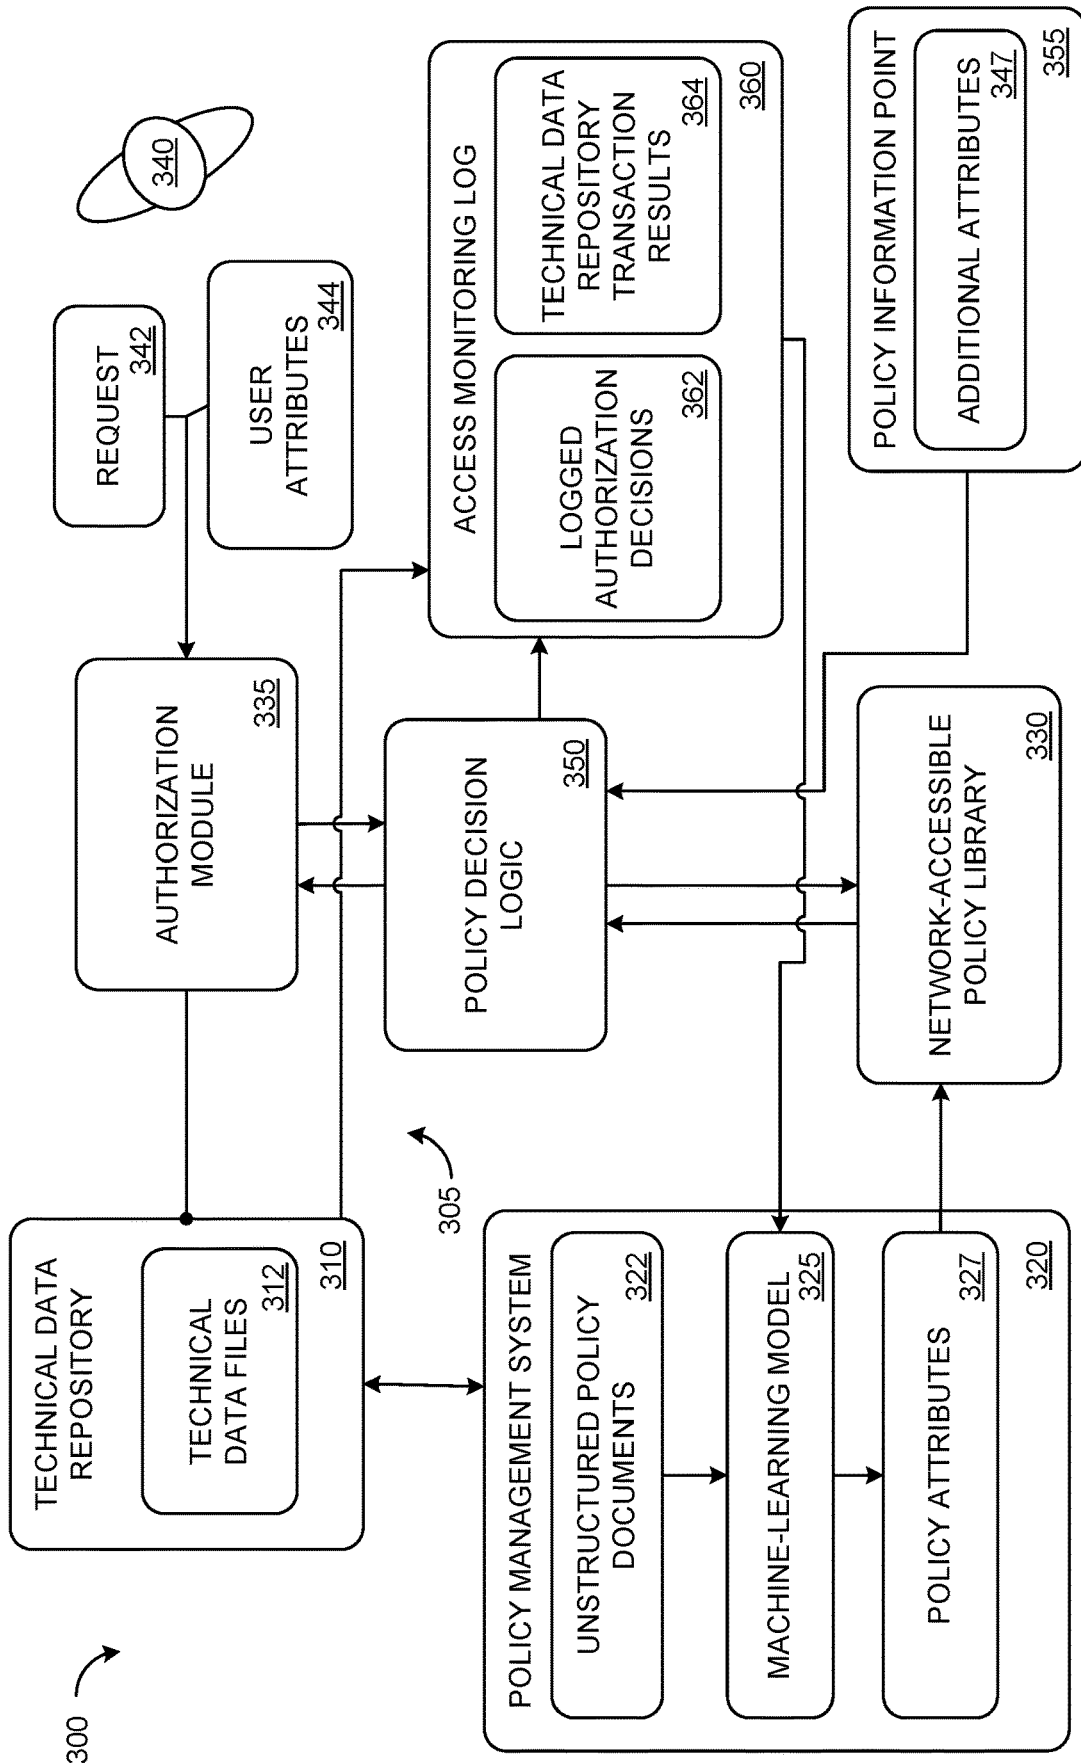 300
305
TECHNICAL DATA
REPOSITORY
TECHNICAL
DATA FILES
312
310
AUTHORIZATION
MODULE
335
REQUEST
342
USER
ATTRIBUTES
344
340
POLICY MANAGEMENT SYSTEM
UNSTRUCTURED POLICY
DOCUMENTS
322
MACHINE-LEARNING MODEL
325
POLICY ATTRIBUTES
327
320
POLICY DECISION
LOGIC
350
ACCESS MONITORING LOG
LOGGED
AUTHORIZATION
DECISIONS
362
TECHNICAL DATA
REPOSITORY
TRANSACTION
RESULTS
364
360
NETWORK-ACCESSIBLE
POLICY LIBRARY
330
POLICY INFORMATION POINT
ADDITIONAL ATTRIBUTES
347
355